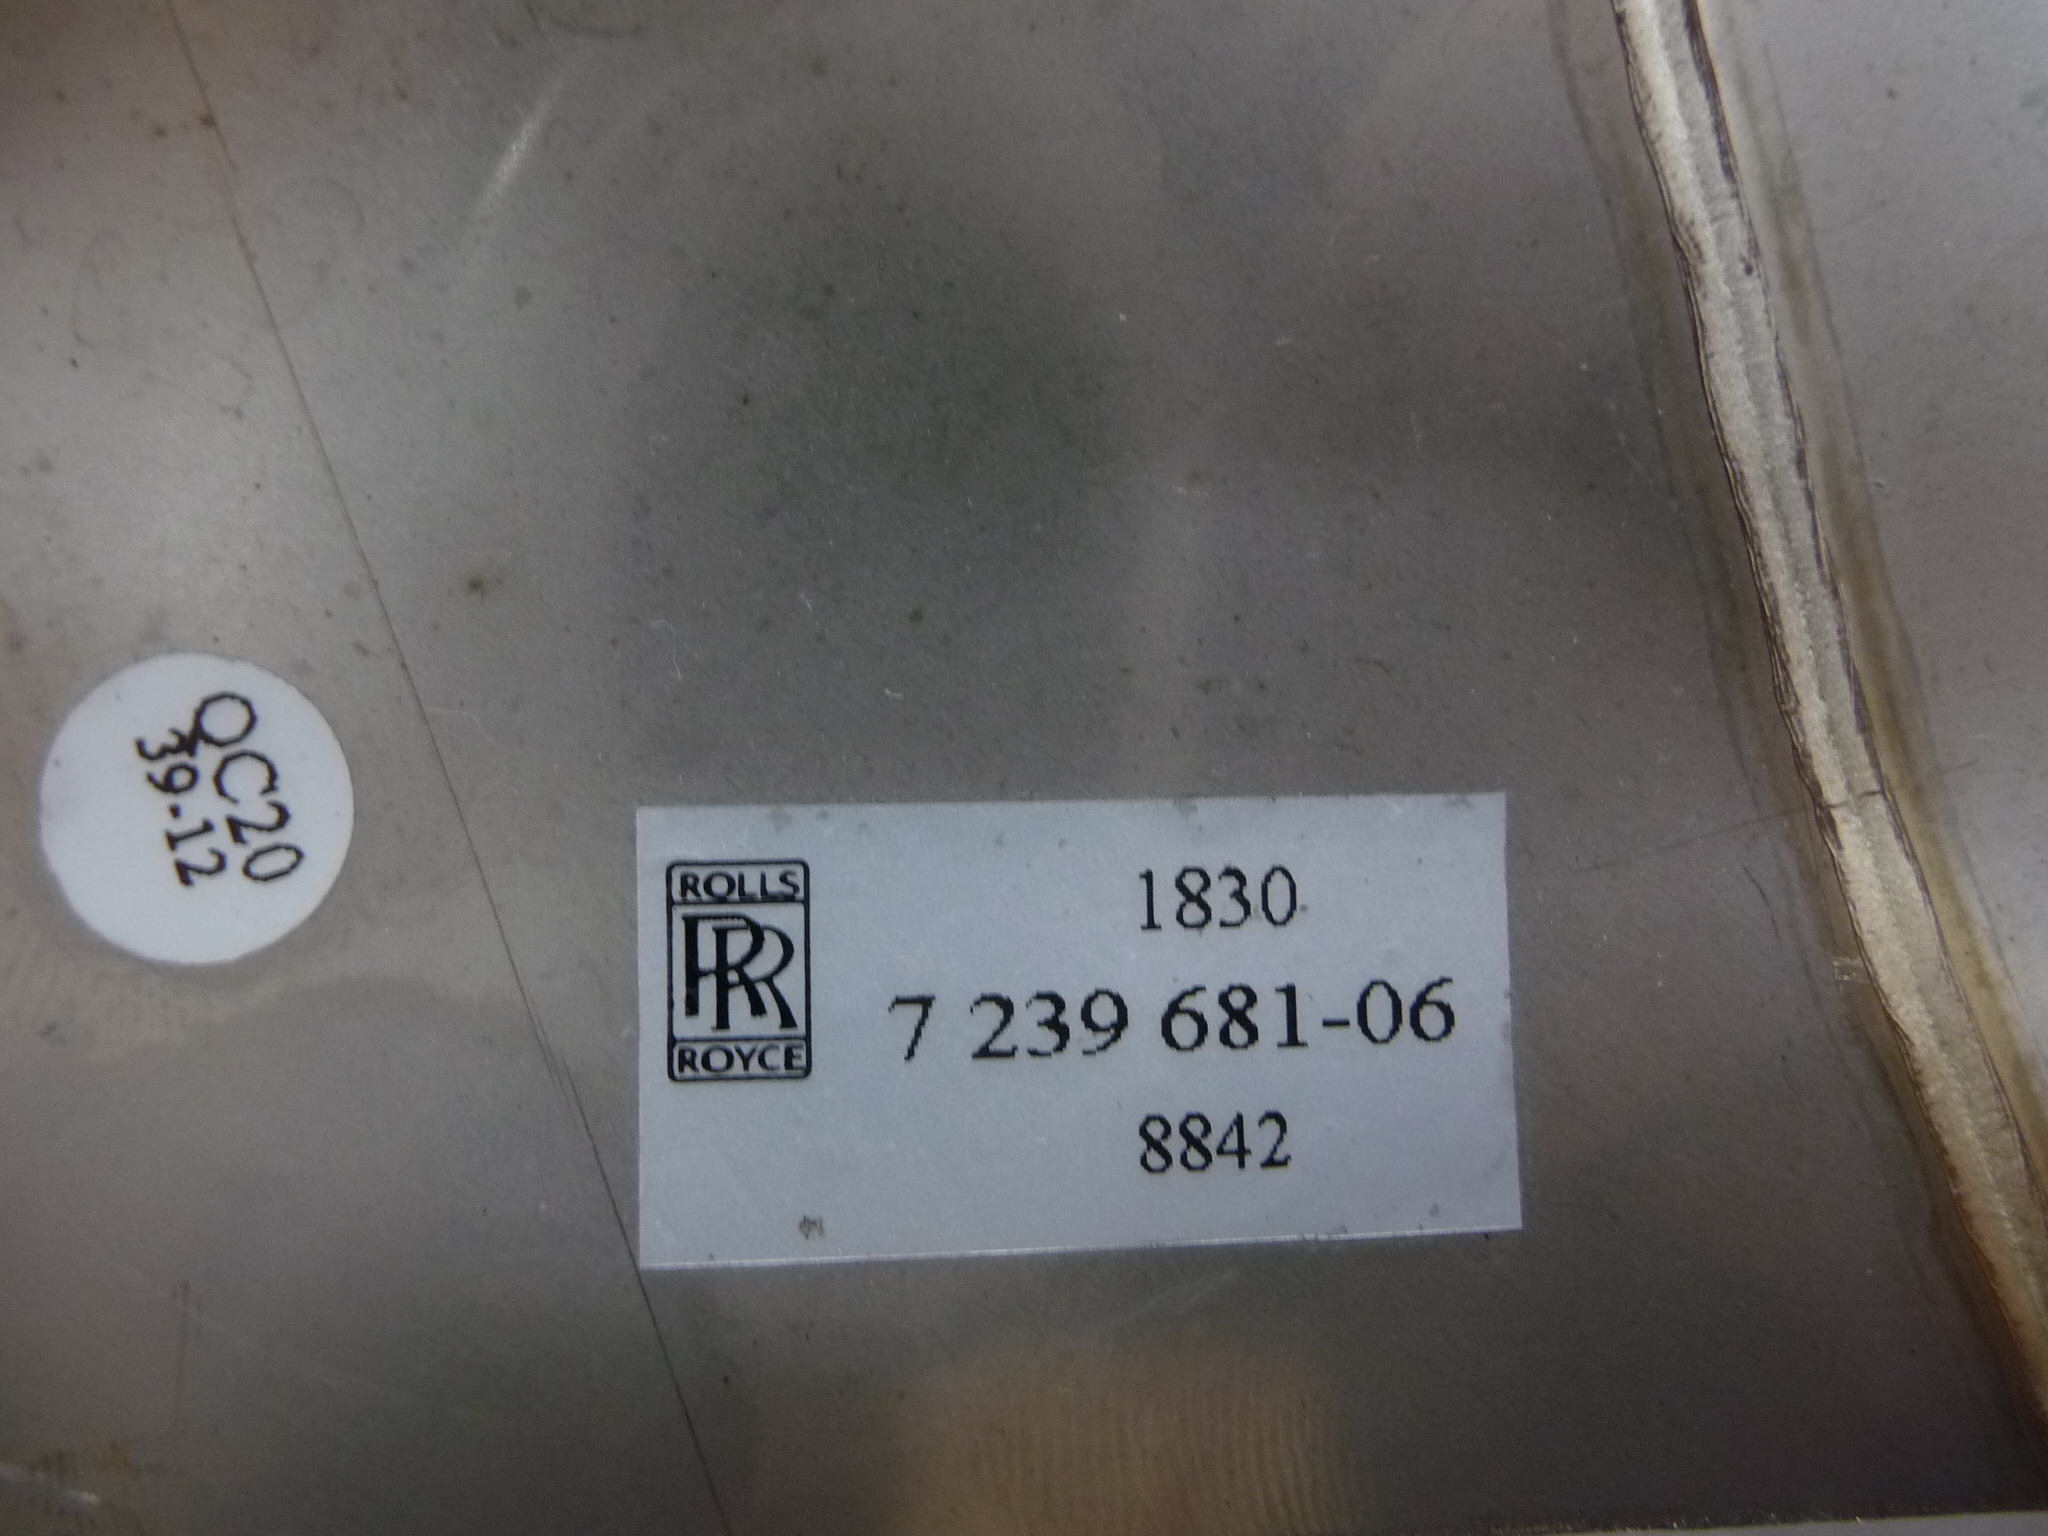 QC20
39.12
ROLLS
RR
ROYCE
1830
7 239 681-06
8842